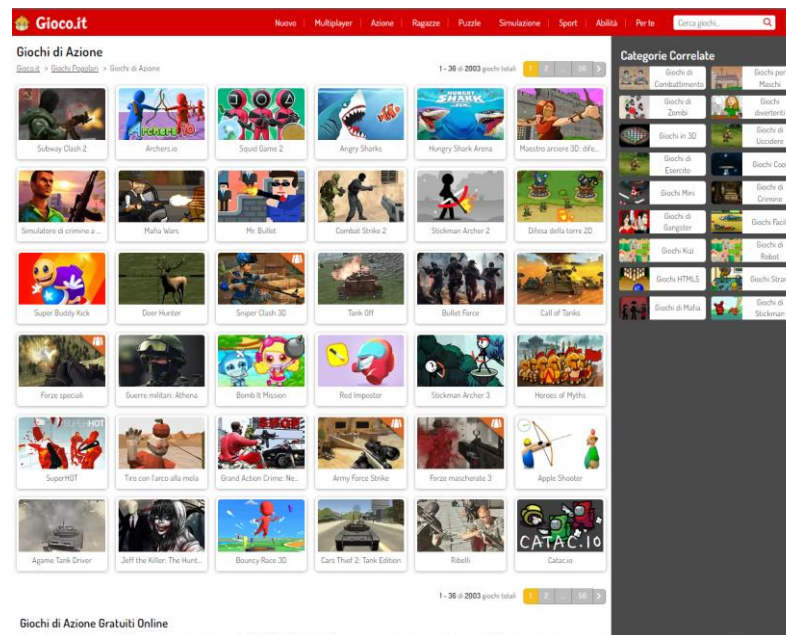 Gioco.it
Nuovo
Multiplayer
Azione
Ragazze
Puzzle
Simulazione
Sport
Abilità
Per te
Cerca giochi..
Giochi di Azione
Gioco.it > Giochi Popolari > Giochi di Azione
1 - 36 di 2003 giochi totali
1 2 .. 56 >
Subway Clash 2
Archers.io
Squid Game 2
Angry Sharks
Hungry Shark Arena
Maestro arciere 3D: dife...
Simulatore di crimine a ...
Mafia Wars
Mr. Bullet
Combat Strike 2
Stickman Archer 2
Difesa della torre 2D
Super Buddy Kick
Deer Hunter
Sniper Clash 3D
Tank Off
Bullet Force
Call of Tanks
Forze speciali
Guerre militari: Athena
Bomb It Mission
Red Impostor
Stickman Archer 3
Heroes of Myths
SUPERHOT
SuperHOT
Tiro con l'arco alla mela
Grand Action Crime: Ne...
Army Force Strike
Forze mascherate 3
Apple Shooter
Agame Tank Driver
Jeff the Killer: The Hunt...
Bouncy Race 3D
Cars Thief 2: Tank Edition
Ribelli
CATAC.IO
Catac.io
1 - 36 di 2003 giochi totali
1 2 .. 56 >
Giochi di Azione Gratuiti Online
Categorie Correlate
Giochi di
Combattimento
Giochi per
Maschi
Giochi di
Zombi
Giochi
divertenti
Giochi in 3D
Giochi di
Uccidere
Giochi di
Esercito
Giochi Cool
Giochi Mini
Giochi di
Crimine
Giochi di
Gangster
Giochi Facil
Giochi Kizi
Giochi di
Robot
Giochi HTML5
Giochi Stran
Giochi di Mafia
Giochi di
Stickman